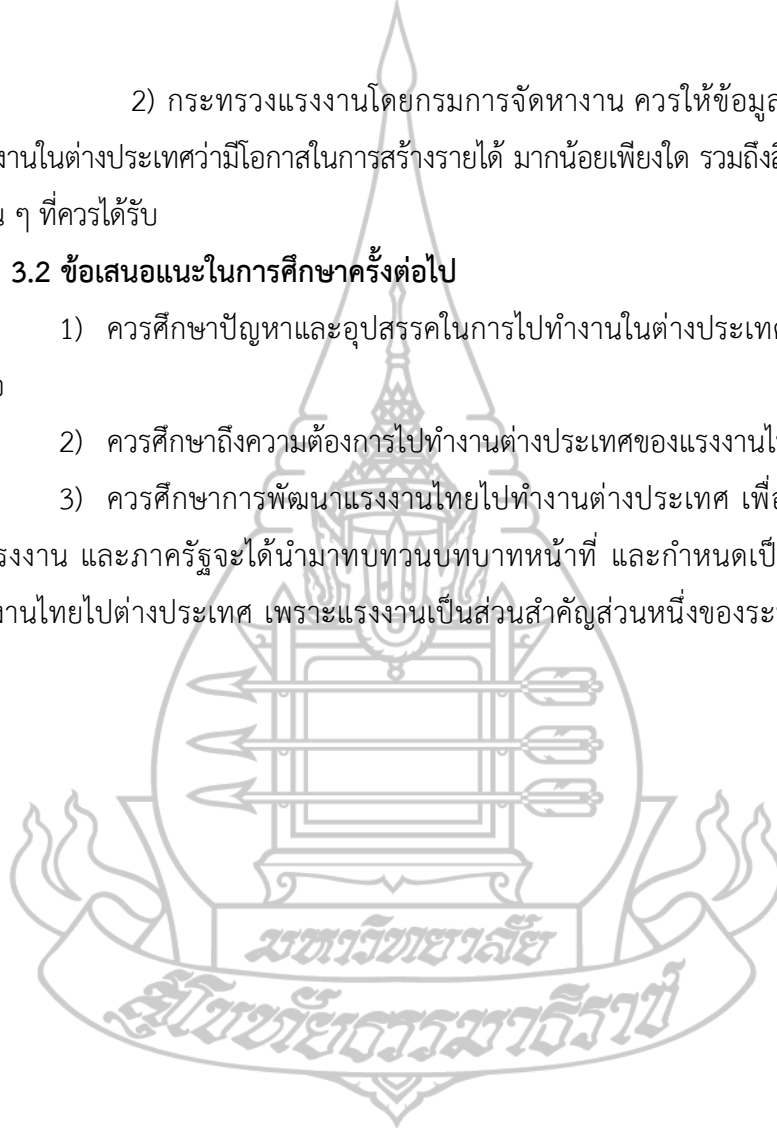 2) กระทรวงแรงงานโดยกรมการจัดหางาน ควรให้ข้อมูล
งานในต่างประเทศว่ามีโอกาสในการสร้างรายได้ มากน้อยเพียงใด รวมถึง
น ๆ ที่ควรได้รับ
3.2 ข้อเสนอแนะในการศึกษาครั้งต่อไป
1) ควรศึกษาปัญหาและอุปสรรคในการไปทำงานในต่างประเทศ
2) ควรศึกษาถึงความต้องการไปทำงานต่างประเทศของแรงงาน
3) ควรศึกษาการพัฒนาแรงงานไทยไปทำงานต่างประเทศ เพื่อ
รงงาน และภาครัฐจะได้นำมาทบทวนบทบาทหน้าที่ และกำหนดเป็
งานไทยไปต่างประเทศ เพราะแรงงานเป็นส่วนสำคัญส่วนหนึ่งของระ
มหาวิทยาลัย
สุโขทัยธรรมาธิราช